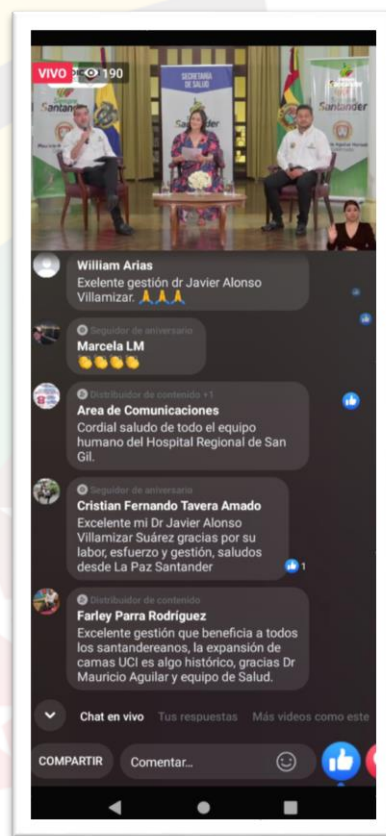 VIVO
190
SECRETARÍA
DE SALUD
Santander
Santander
William Arias
Exelente gestión dr Javier Alonso
Villamizar. 🙏🙏🙏
Seguidor de aniversario
Marcela LM
👏👏👏👏
Distribuidor de contenido +1
Area de Comunicaciones
Cordial saludo de todo el equipo
humano del Hospital Regional de San
Gil.
Seguidor de aniversario
Cristian Fernando Tavera Amado
Excelente mi Dr Javier Alonso
Villamizar Suárez gracias por su
labor, esfuerzo y gestión, saludos
desde La Paz Santander
1
Distribuidor de contenido
Farley Parra Rodríguez
Excelente gestión que beneficia a todos
los santandereanos, la expansión de
camas UCI es algo histórico, gracias Dr
Mauricio Aguilar y equipo de Salud.
Chat en vivo Tus respuestas Más videos como este
COMPARTIR Comentar...